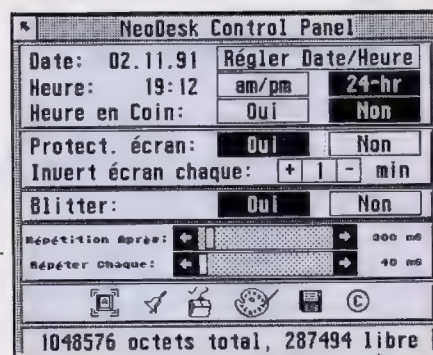 NeoDesk Control Panel
Date: 02.11.91 Régler Date/Heure
Heure: 19:12 am/pm 24-hr
Heure en Coin: Oui Non
Protect. écran: Oui Non
Invert écran chaque: + 1 - min
Blitter: Oui Non
Répétition Après: 300 mS
Répéter Chaque: 40 mS
©
1048576 octets total, 287494 libre